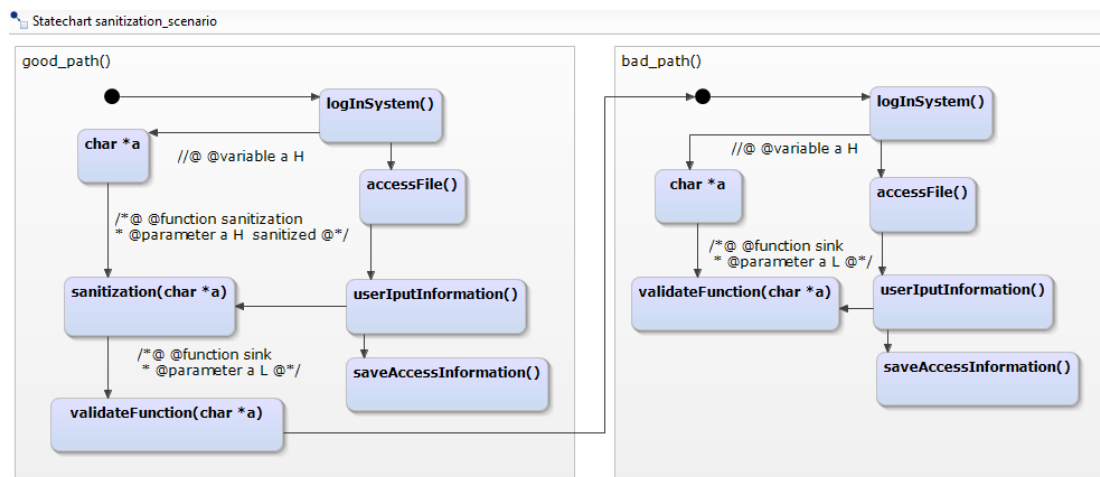 Statechart sanitization_scenario
good_path()
logInSystem()
char *a
//@ @variable a H
accessFile()
/*@ @function sanitization
* @parameter a H  sanitized @*/
sanitization(char *a)
userIputInformation()
/*@ @function sink
* @parameter a L @*/
saveAccessInformation()
validateFunction(char *a)
bad_path()
logInSystem()
//@ @variable a H
char *a
accessFile()
/*@ @function sink
* @parameter a L @*/
validateFunction(char *a)
userIputInformation()
saveAccessInformation()